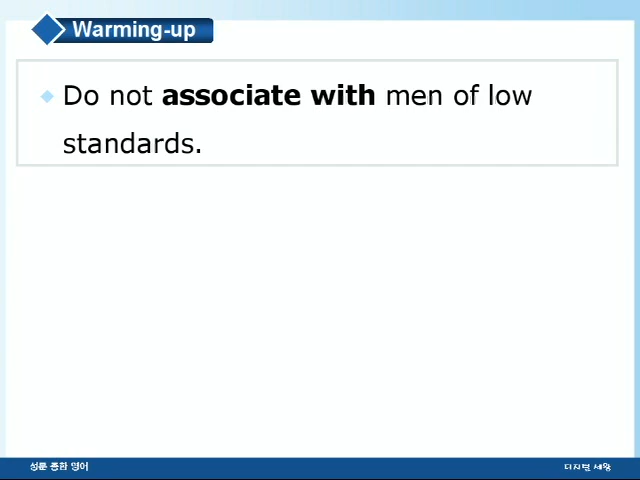 Warming-up
Do not associate with men of low
standards.
성문 종합 영어
디지털 세광